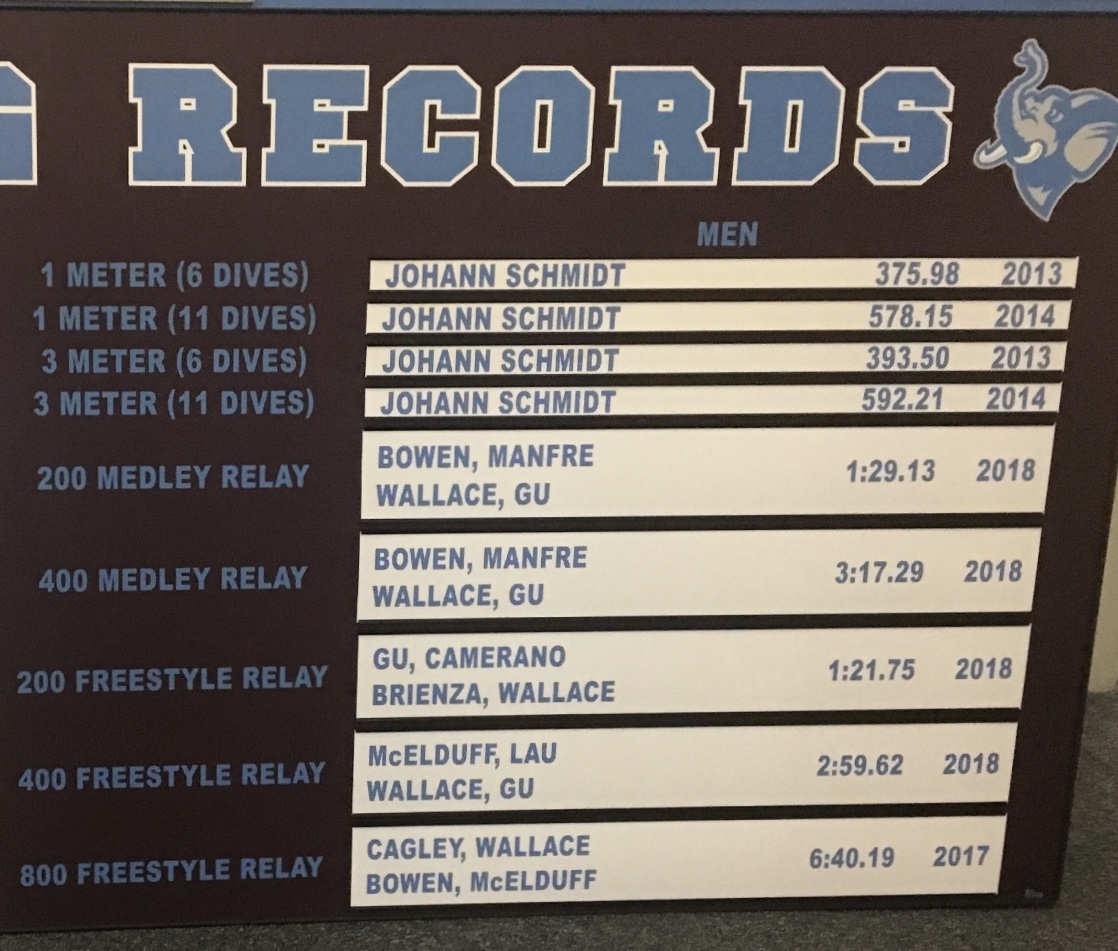 G RECORDS
MEN
1 METER (6 DIVES) JOHANN SCHMIDT 375.98 2013
1 METER (11 DIVES) JOHANN SCHMIDT 578.15 2014
3 METER (6 DIVES) JOHANN SCHMIDT 393.50 2013
3 METER (11 DIVES) JOHANN SCHMIDT 592.21 2014
200 MEDLEY RELAY BOWEN, MANFRE 1:29.13 2018
WALLACE, GU
400 MEDLEY RELAY BOWEN, MANFRE 3:17.29 2018
WALLACE, GU
200 FREESTYLE RELAY GU, CAMERANO 1:21.75 2018
BRIENZA, WALLACE
400 FREESTYLE RELAY McELDUFF, LAU 2:59.62 2018
WALLACE, GU
800 FREESTYLE RELAY CAGLEY, WALLACE 6:40.19 2017
BOWEN, McELDUFF